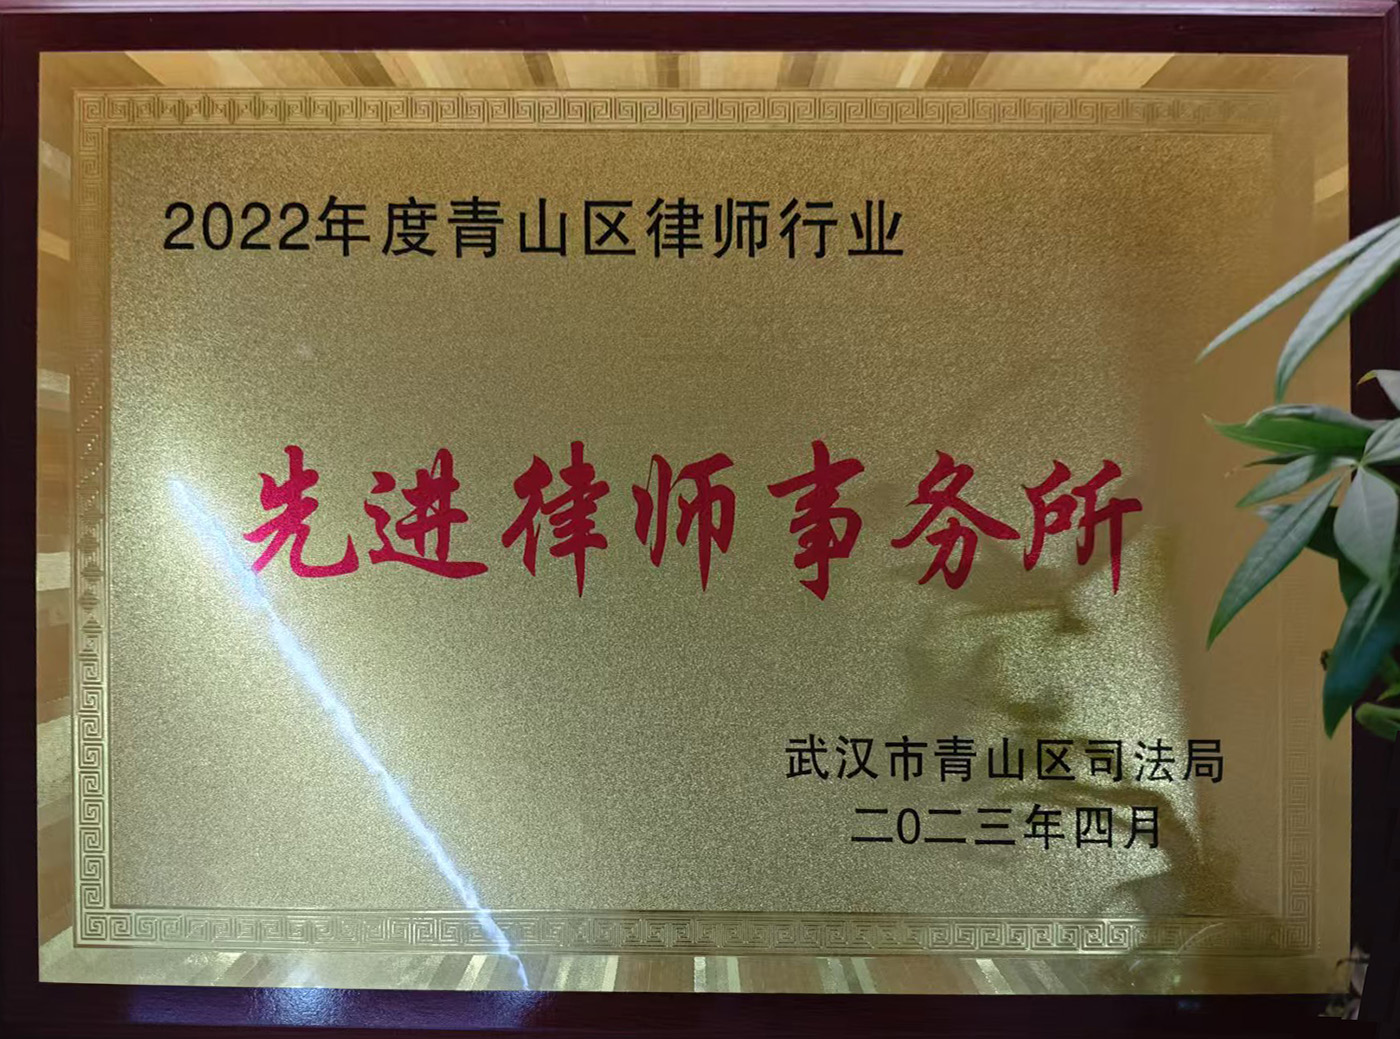 2022年度青山区律师行业
先进律师事务所
武汉市青山区司法局
二0二三年四月